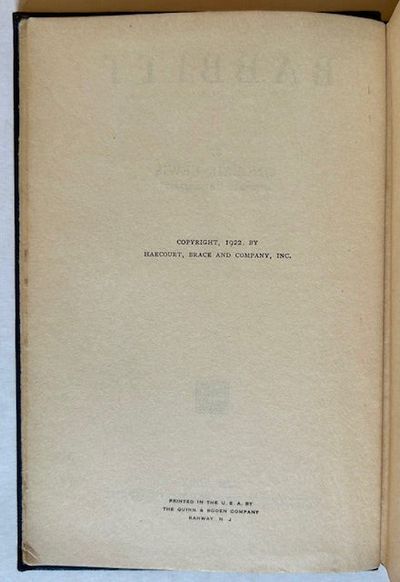 COPYRIGHT, 1922. BY
HARCOURT, BRACE AND COMPANY, INC.
PRINTED IN THE U. S. A. BY
THE QUINN & BODEN COMPANY
RAHWAY. N J